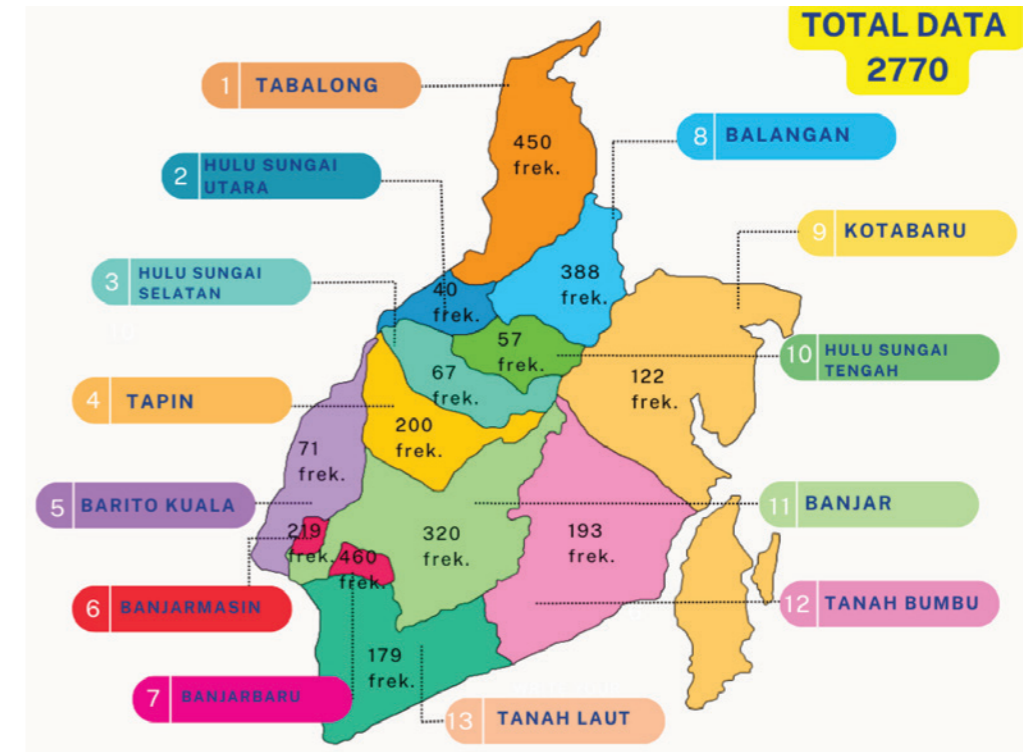 TOTAL DATA
2770
1 TABALONG
2 HULU SUNGAI
UTARA
3 HULU SUNGAI
SELATAN
4 TAPIN
5 BARITO KUALA
6 BANJARMASIN
7 BANJARBARU
8 BALANGAN
9 KOTABARU
10 HULU SUNGAI
TENGAH
11 BANJAR
12 TANAH BUMBU
13 TANAH LAUT
450
frek.
388
frek.
40
frek.
57
frek.
67
frek.
122
frek.
200
frek.
71
frek.
219
frek.
460
frek.
320
frek.
193
frek.
179
frek.